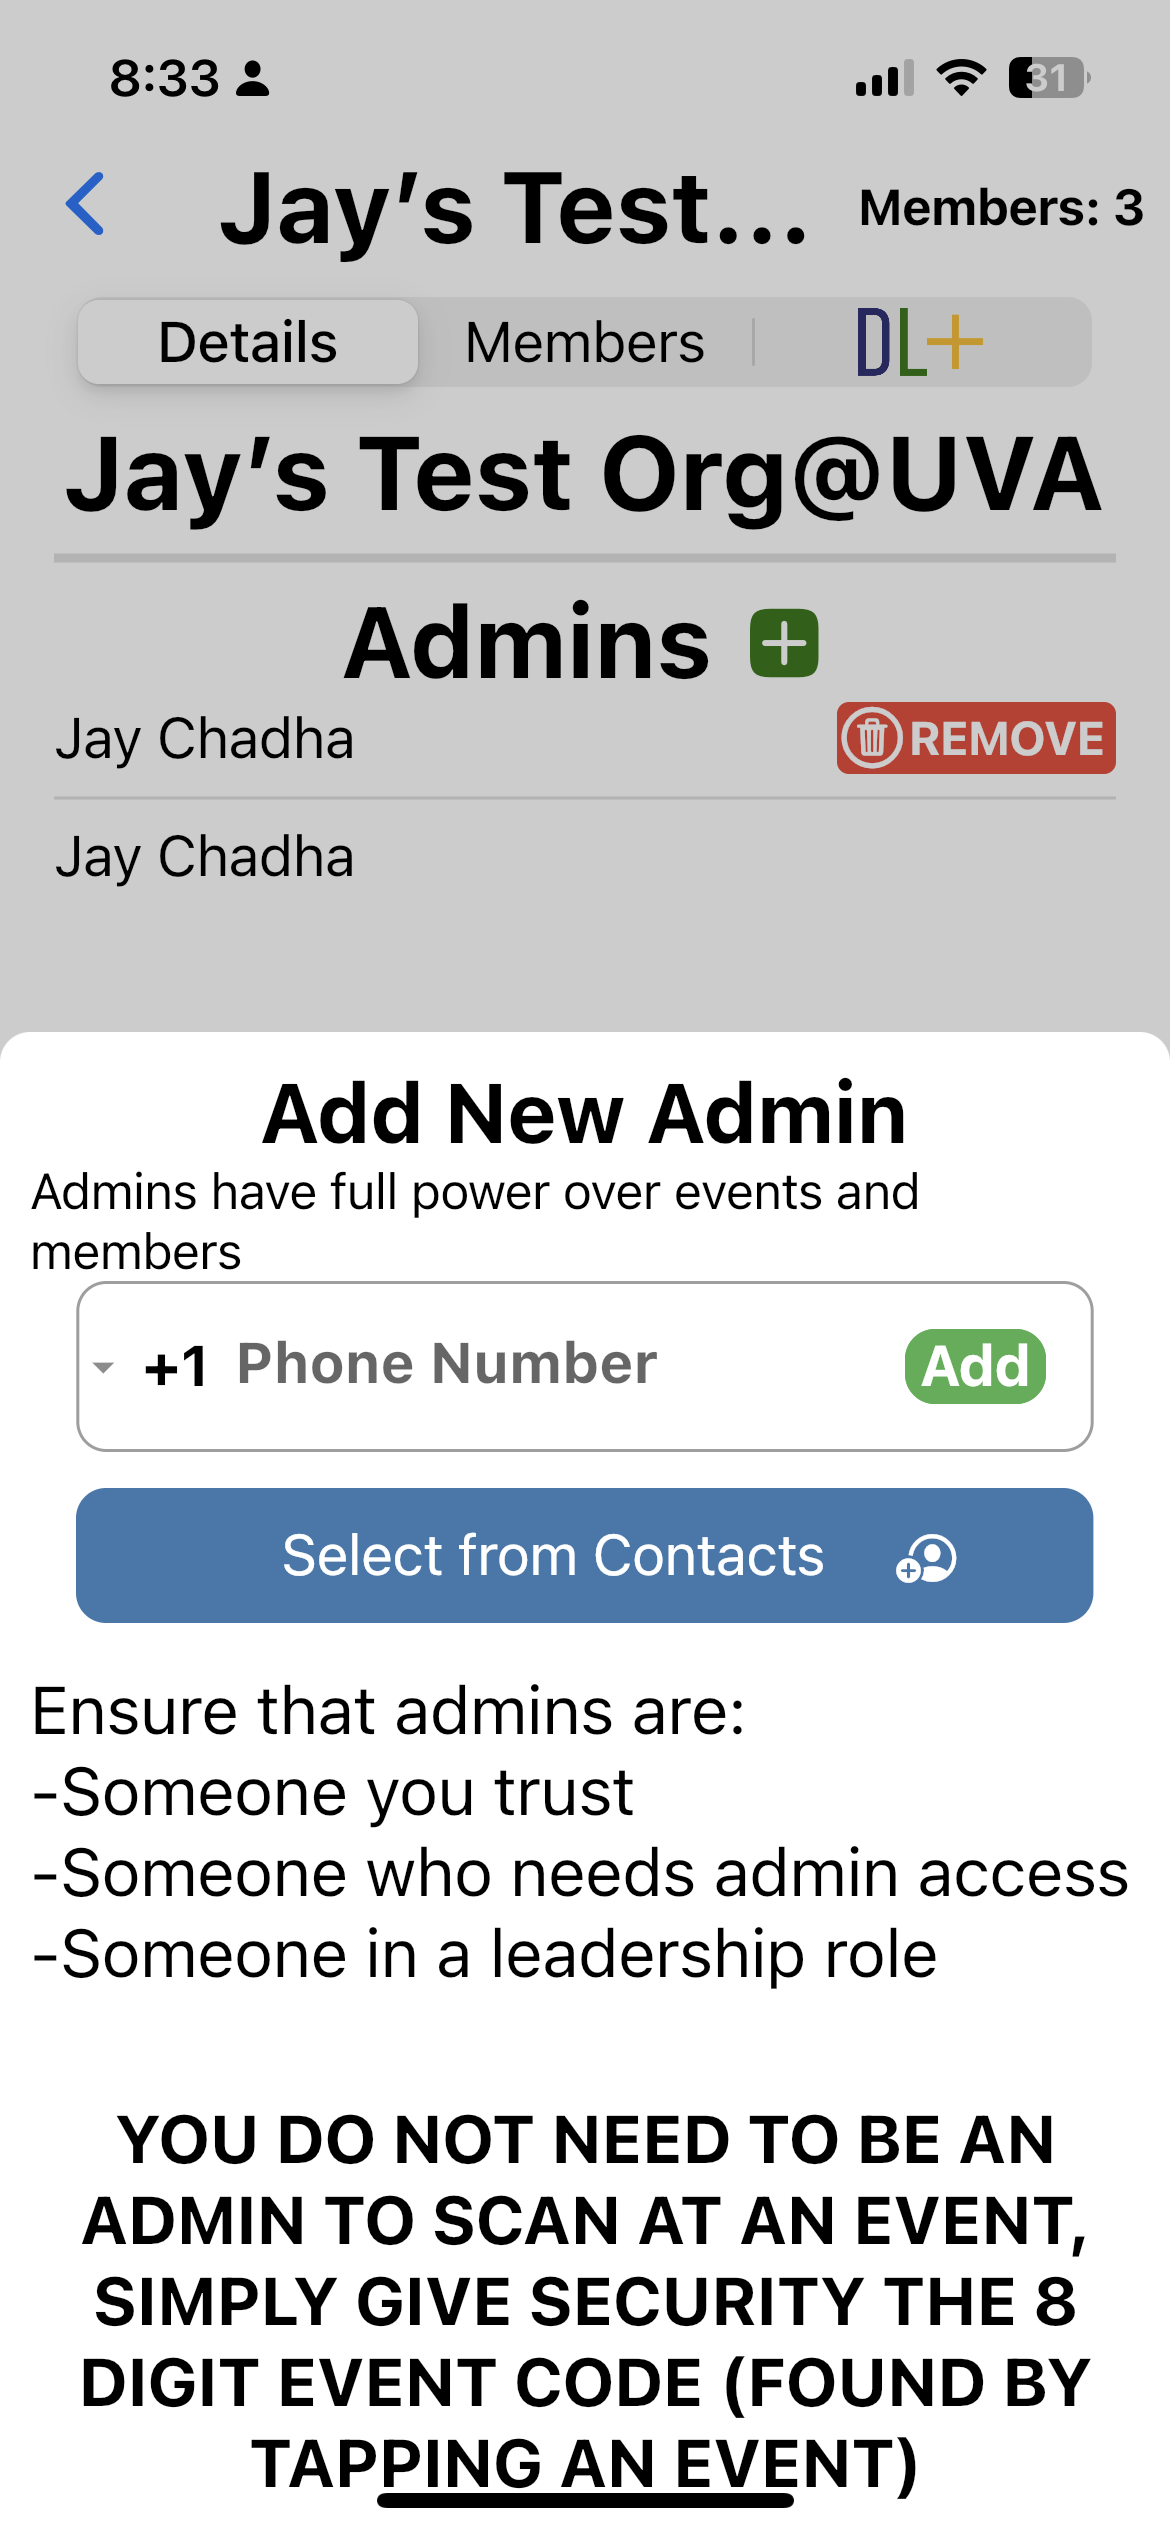 8:33
31
Jay’s Test...
Members: 3
Details
Members
DL+
Jay’s Test Org@UVA
Admins
Jay Chadha
REMOVE
Jay Chadha
Add New Admin
Admins have full power over events and
members
+1 Phone Number
Add
Select from Contacts
Ensure that admins are:
-Someone you trust
-Someone who needs admin access
-Someone in a leadership role
YOU DO NOT NEED TO BE AN
ADMIN TO SCAN AT AN EVENT,
SIMPLY GIVE SECURITY THE 8
DIGIT EVENT CODE (FOUND BY
TAPPING AN EVENT)